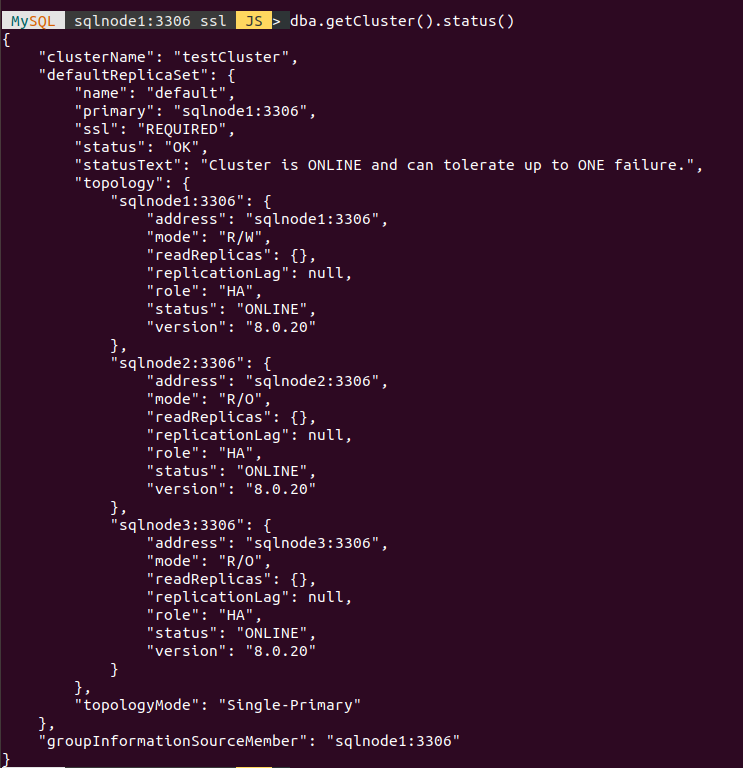 MySQL sqlnode1:3306 ssl JS > dba.getCluster().status()
{
    "clusterName": "testCluster",
    "defaultReplicaSet": {
        "name": "default",
        "primary": "sqlnode1:3306",
        "ssl": "REQUIRED",
        "status": "OK",
        "statusText": "Cluster is ONLINE and can tolerate up to ONE failure.",
        "topology": {
            "sqlnode1:3306": {
                "address": "sqlnode1:3306",
                "mode": "R/W",
                "readReplicas": {},
                "replicationLag": null,
                "role": "HA",
                "status": "ONLINE",
                "version": "8.0.20"
            },
            "sqlnode2:3306": {
                "address": "sqlnode2:3306",
                "mode": "R/O",
                "readReplicas": {},
                "replicationLag": null,
                "role": "HA",
                "status": "ONLINE",
                "version": "8.0.20"
            },
            "sqlnode3:3306": {
                "address": "sqlnode3:3306",
                "mode": "R/O",
                "readReplicas": {},
                "replicationLag": null,
                "role": "HA",
                "status": "ONLINE",
                "version": "8.0.20"
            }
        },
        "topologyMode": "Single-Primary"
    },
    "groupInformationSourceMember": "sqlnode1:3306"
}